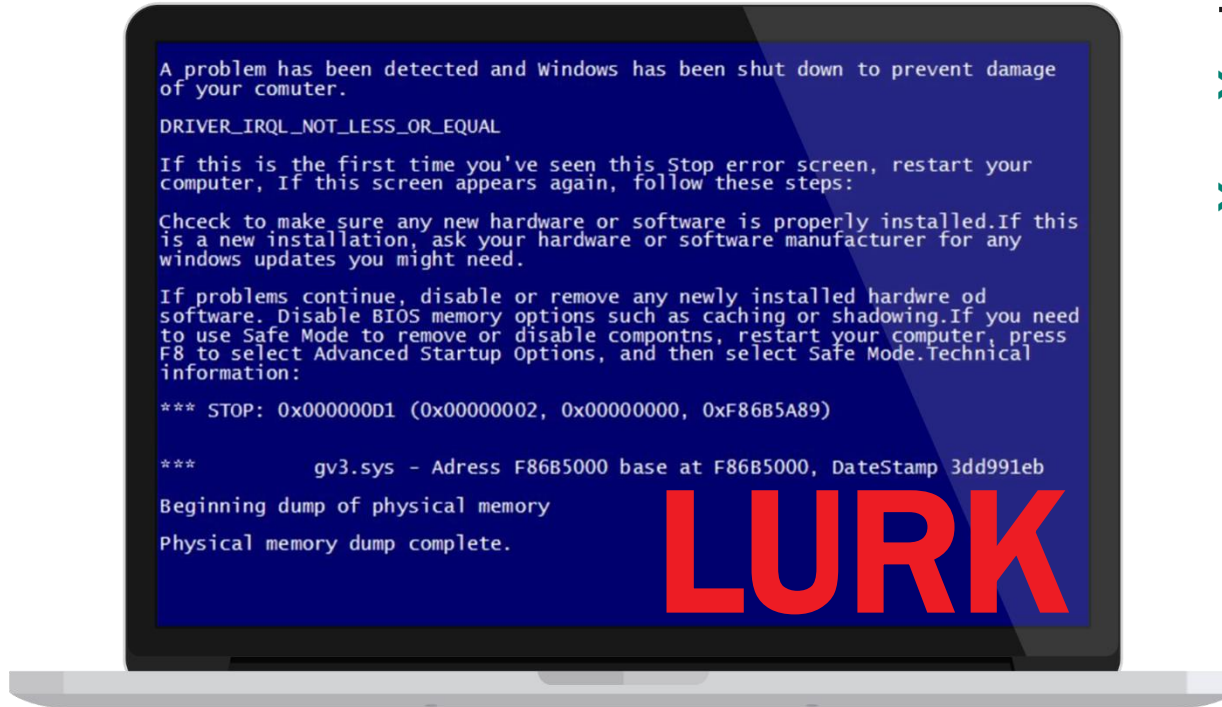 A problem has been detected and Windows has been shut down to prevent damage
of your comuter.
DRIVER_IRQL_NOT_LESS_OR_EQUAL
If this is the first time you've seen this Stop error screen, restart your
computer, If this screen appears again, follow these steps:
Chceck to make sure any new hardware or software is properly installed.If this
is a new installation, ask your hardware or software manufacturer for any
windows updates you might need.
If problems continue, disable or remove any newly installed hardwre od
software. Disable BIOS memory options such as caching or shadowing.If you need
to use Safe Mode to remove or disable compontns, restart your computer, press
F8 to select Advanced Startup Options, and then select Safe Mode.Technical
information:
*** STOP: 0x000000D1 (0x00000002, 0x00000000, 0xF86B5A89)
*** gv3.sys - Adress F86B5000 base at F86B5000, DateStamp 3dd991eb
Beginning dump of physical memory
Physical memory dump complete.
LURK